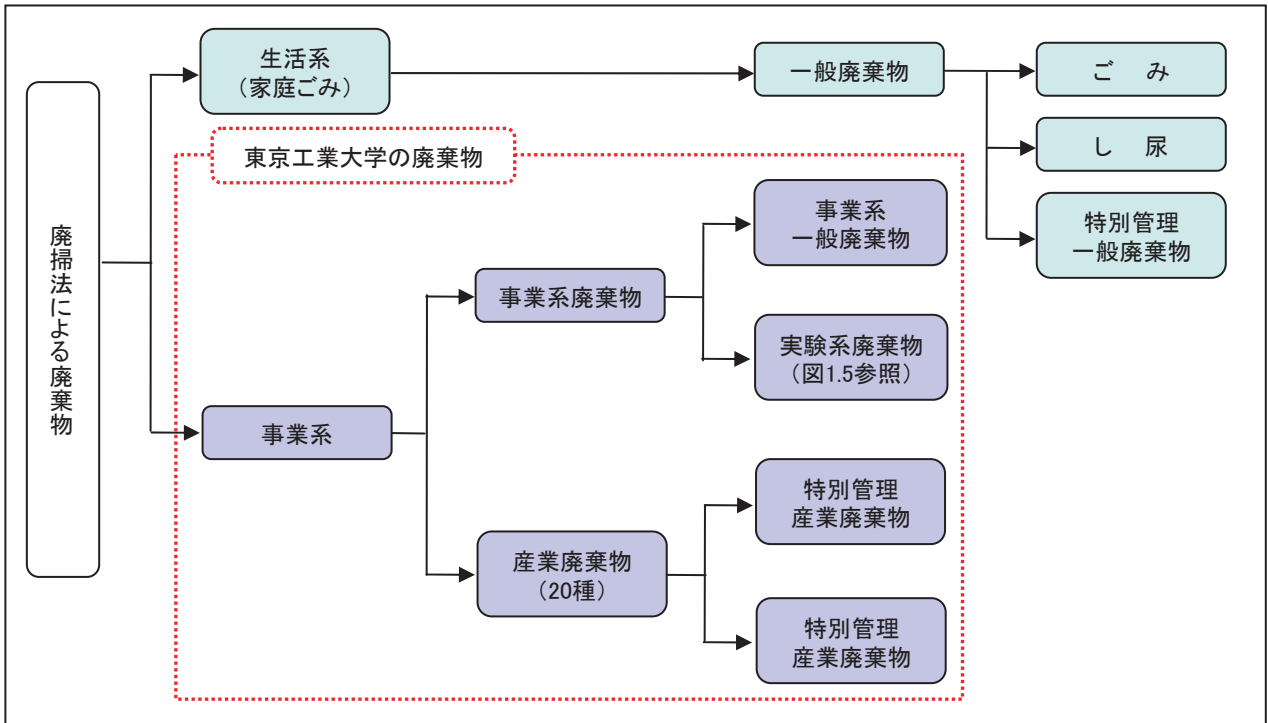 廃掃法による廃棄物
生活系
（家庭ごみ）
一般廃棄物
ご　み
し　尿
特別管理
一般廃棄物
東京工業大学の廃棄物
事業系
事業系廃棄物
事業系
一般廃棄物
実験系廃棄物
（図1.5参照）
産業廃棄物
（20種）
特別管理
産業廃棄物
特別管理
産業廃棄物